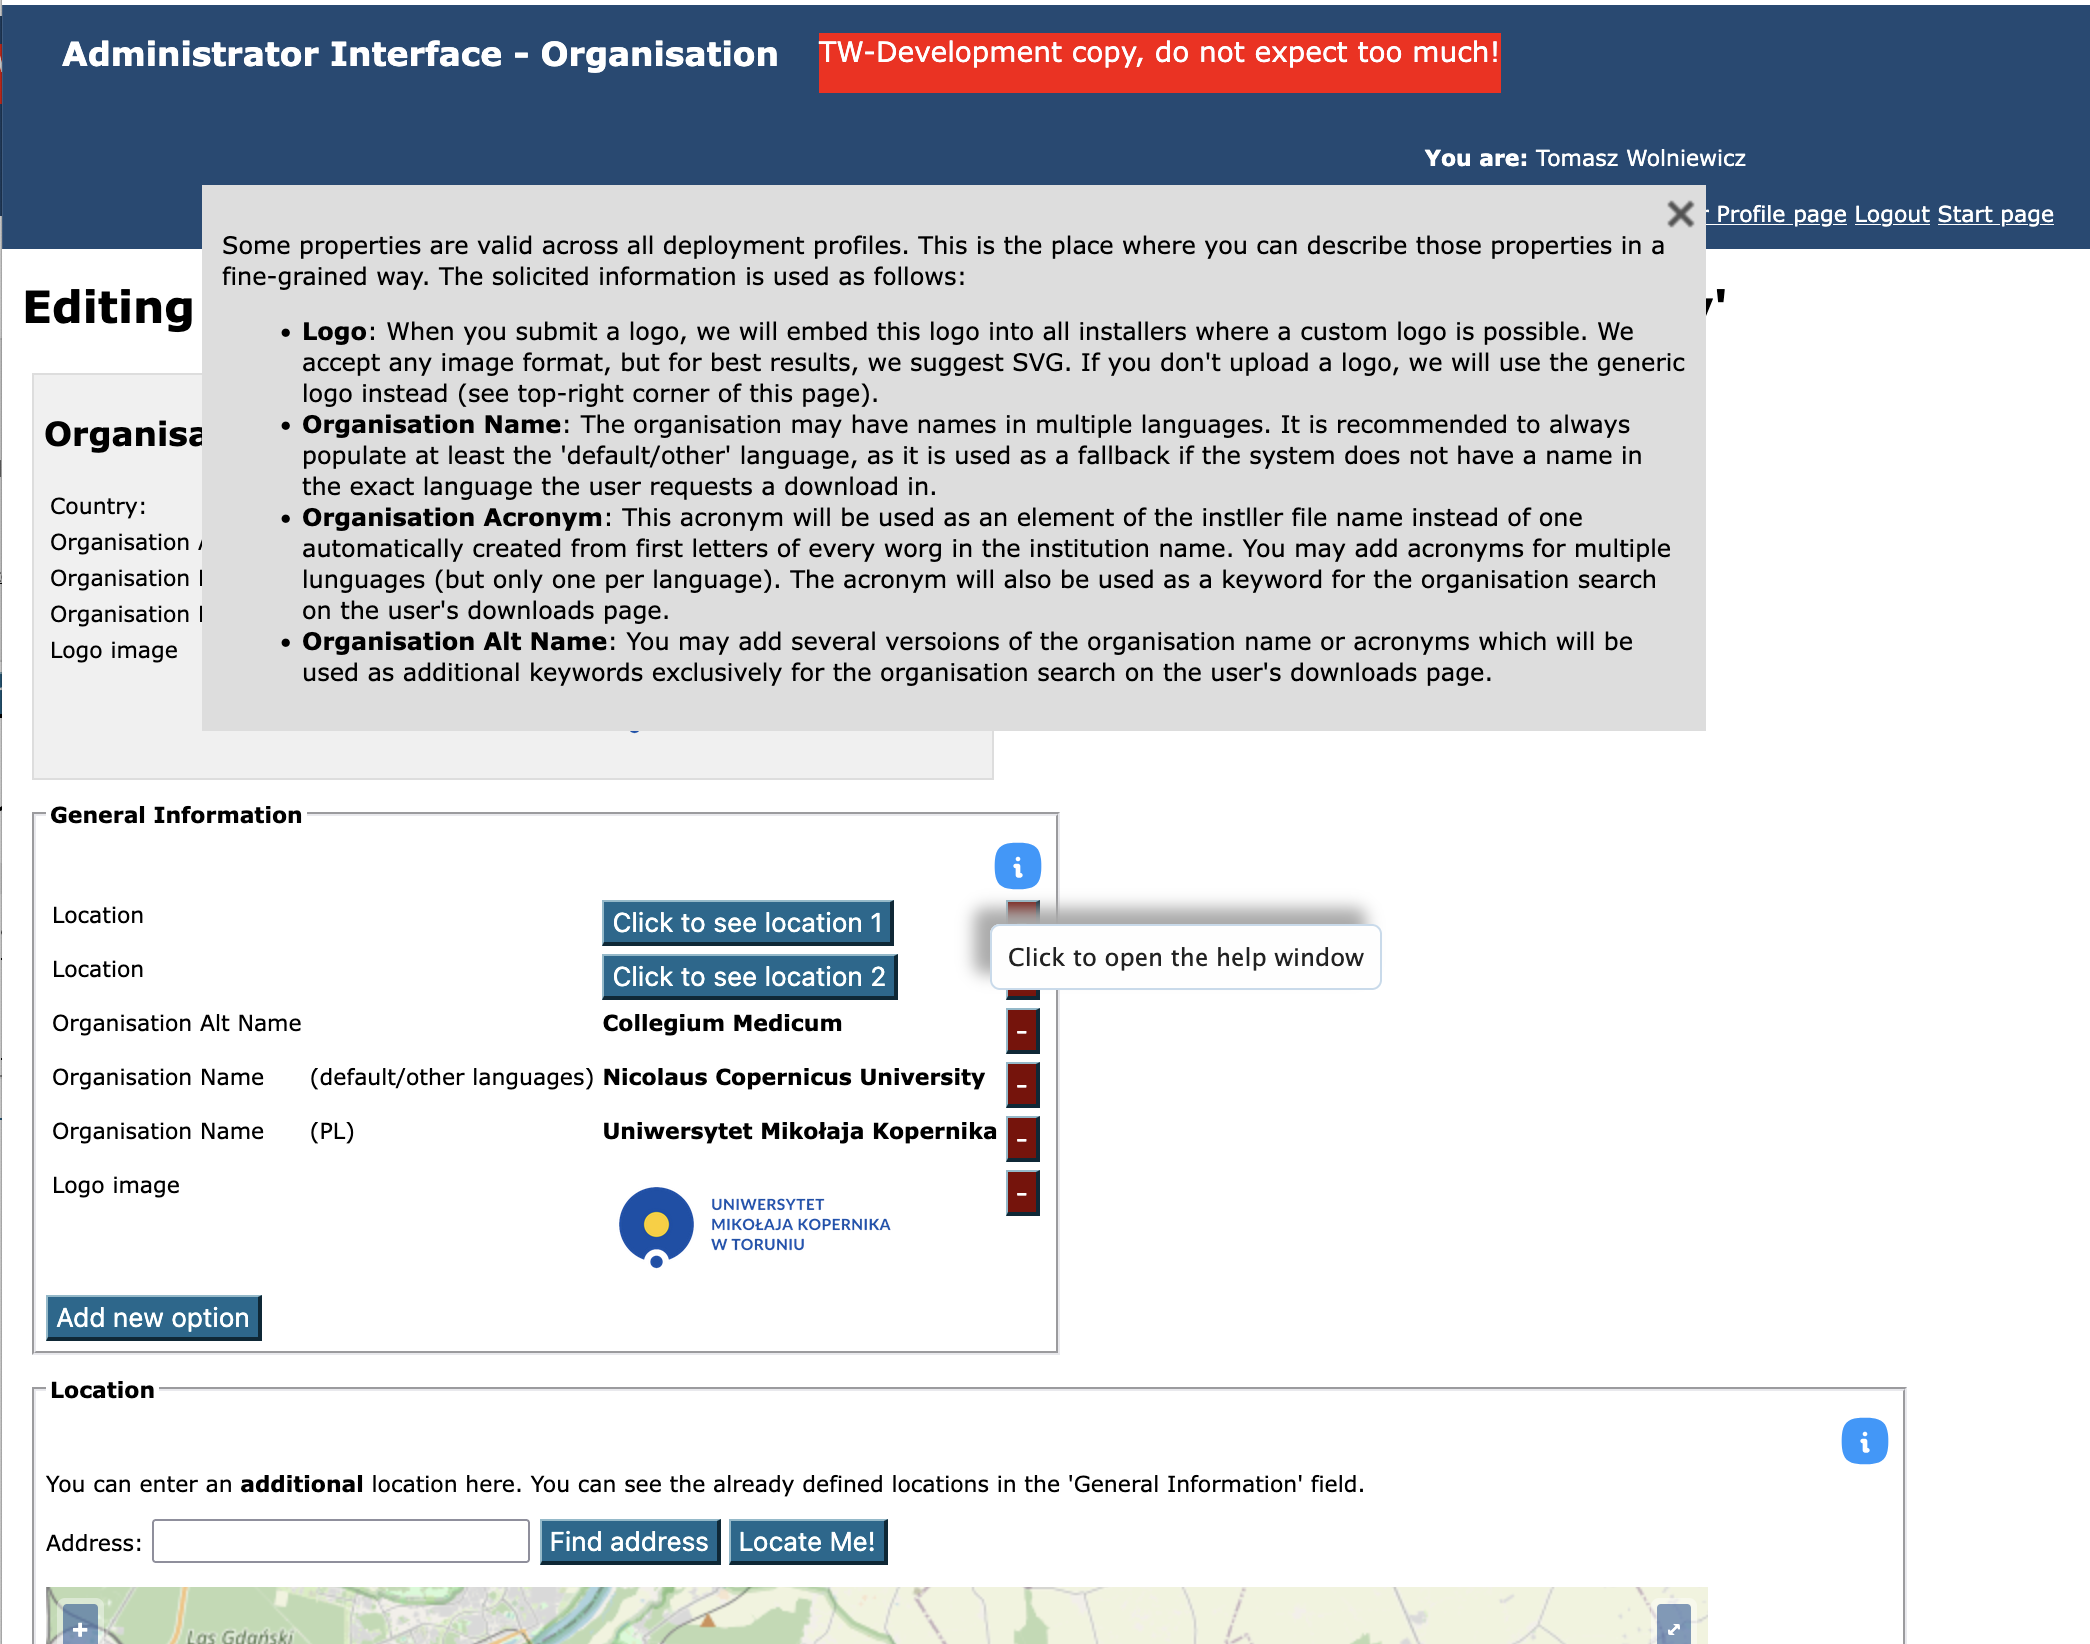 Administrator Interface - Organisation
TW-Development copy, do not expect too much!
You are: Tomasz Wolniewicz
Profile page Logout Start page
Some properties are valid across all deployment profiles. This is the place where you can describe those properties in a
fine-grained way. The solicited information is used as follows:
Editing
• Logo: When you submit a logo, we will embed this logo into all installers where a custom logo is possible. We
accept any image format, but for best results, we suggest SVG. If you don't upload a logo, we will use the generic
logo instead (see top-right corner of this page).
• Organisation Name: The organisation may have names in multiple languages. It is recommended to always
populate at least the 'default/other' language, as it is used as a fallback if the system does not have a name in
the exact language the user requests a download in.
• Organisation Acronym: This acronym will be used as an element of the instller file name instead of one
automatically created from first letters of every worg in the institution name. You may add acronyms for multiple
lunguages (but only one per language). The acronym will also be used as a keyword for the organisation search
on the user's downloads page.
• Organisation Alt Name: You may add several versoions of the organisation name or acronyms which will be
used as additional keywords exclusively for the organisation search on the user's downloads page.
Organisa
Country:
Organisation
Organisation
Organisation
Logo image
General Information
i
Location Click to see location 1
Click to open the help window
Location Click to see location 2
Organisation Alt Name Collegium Medicum -
Organisation Name (default/other languages) Nicolaus Copernicus University -
Organisation Name (PL) Uniwersytet Mikołaja Kopernika -
Logo image -
UNIWERSYTET
MIKOŁAJA KOPERNIKA
W TORUNIU
Add new option
Location
i
You can enter an additional location here. You can see the already defined locations in the 'General Information' field.
Address: Find address Locate Me!
+
Las Gdański